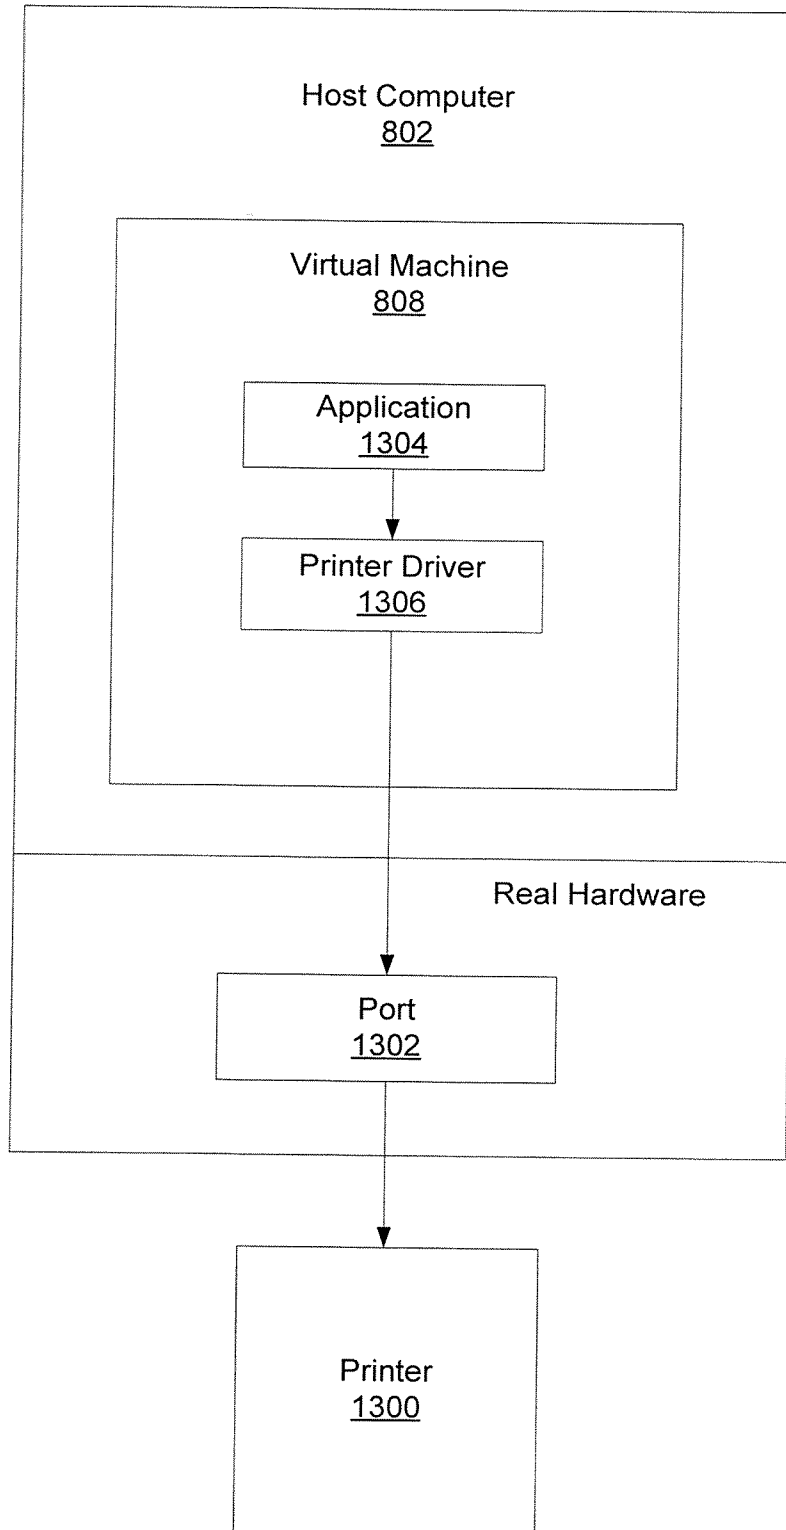 Host Computer
802
Virtual Machine
808
Application
1304
Printer Driver
1306
Real Hardware
Port
1302
Printer
1300